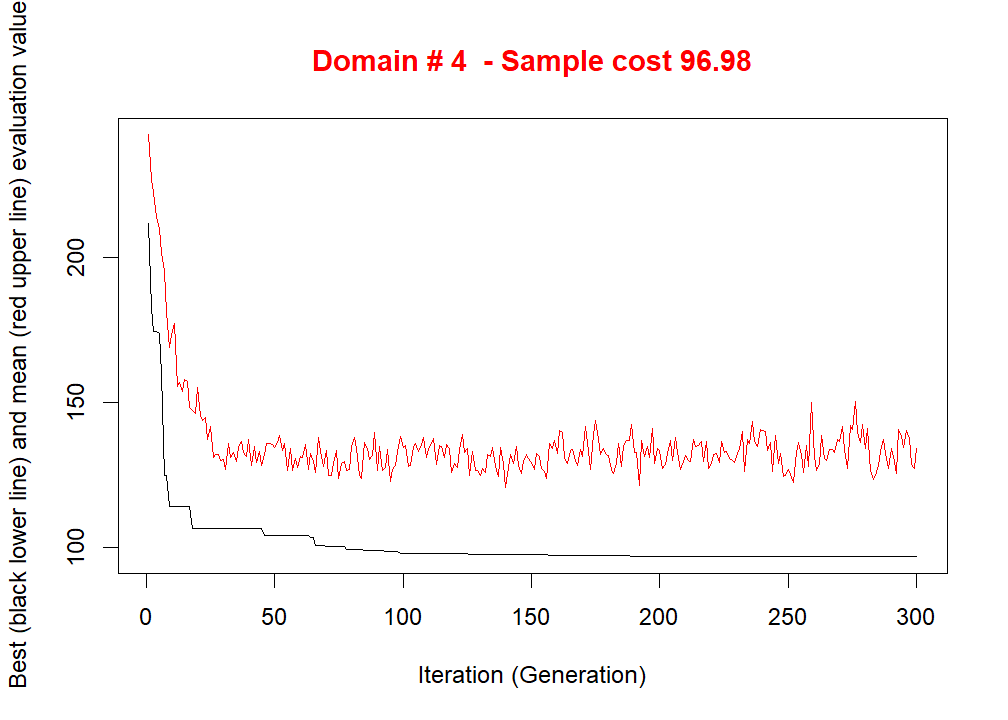 Domain # 4  - Sample cost 96.98
Best (black lower line) and mean (red upper line) evaluation value
200
150
100
0 50 100 150 200 250 300
Iteration (Generation)